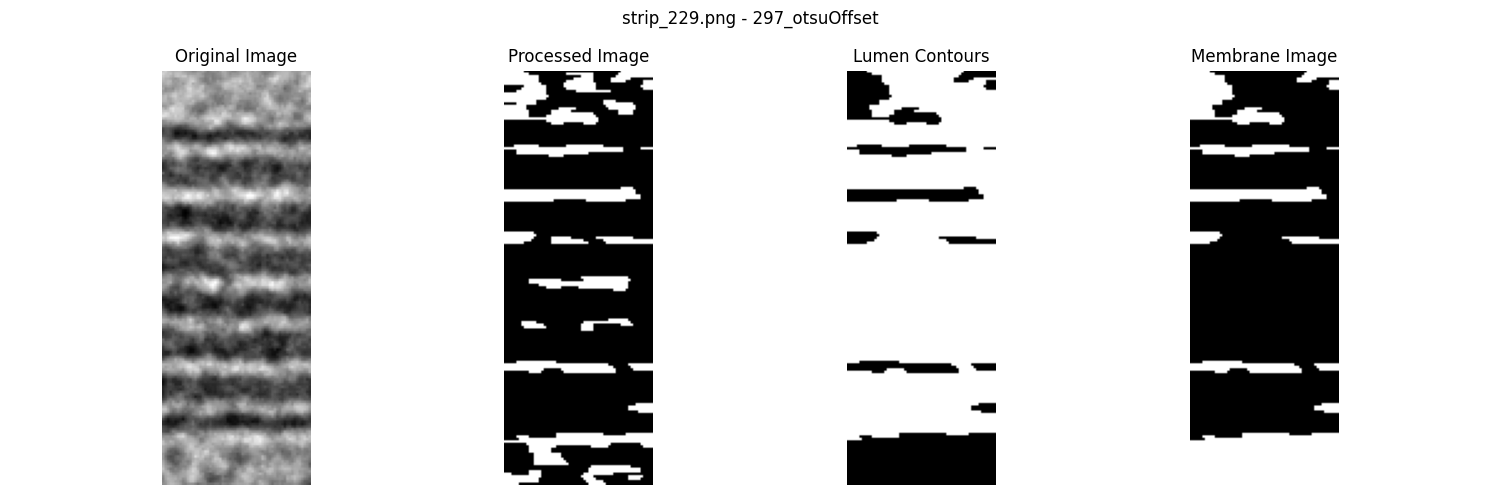 strip_229.png - 297_otsuOffset
Original Image
Processed Image
Lumen Contours
Membrane Image